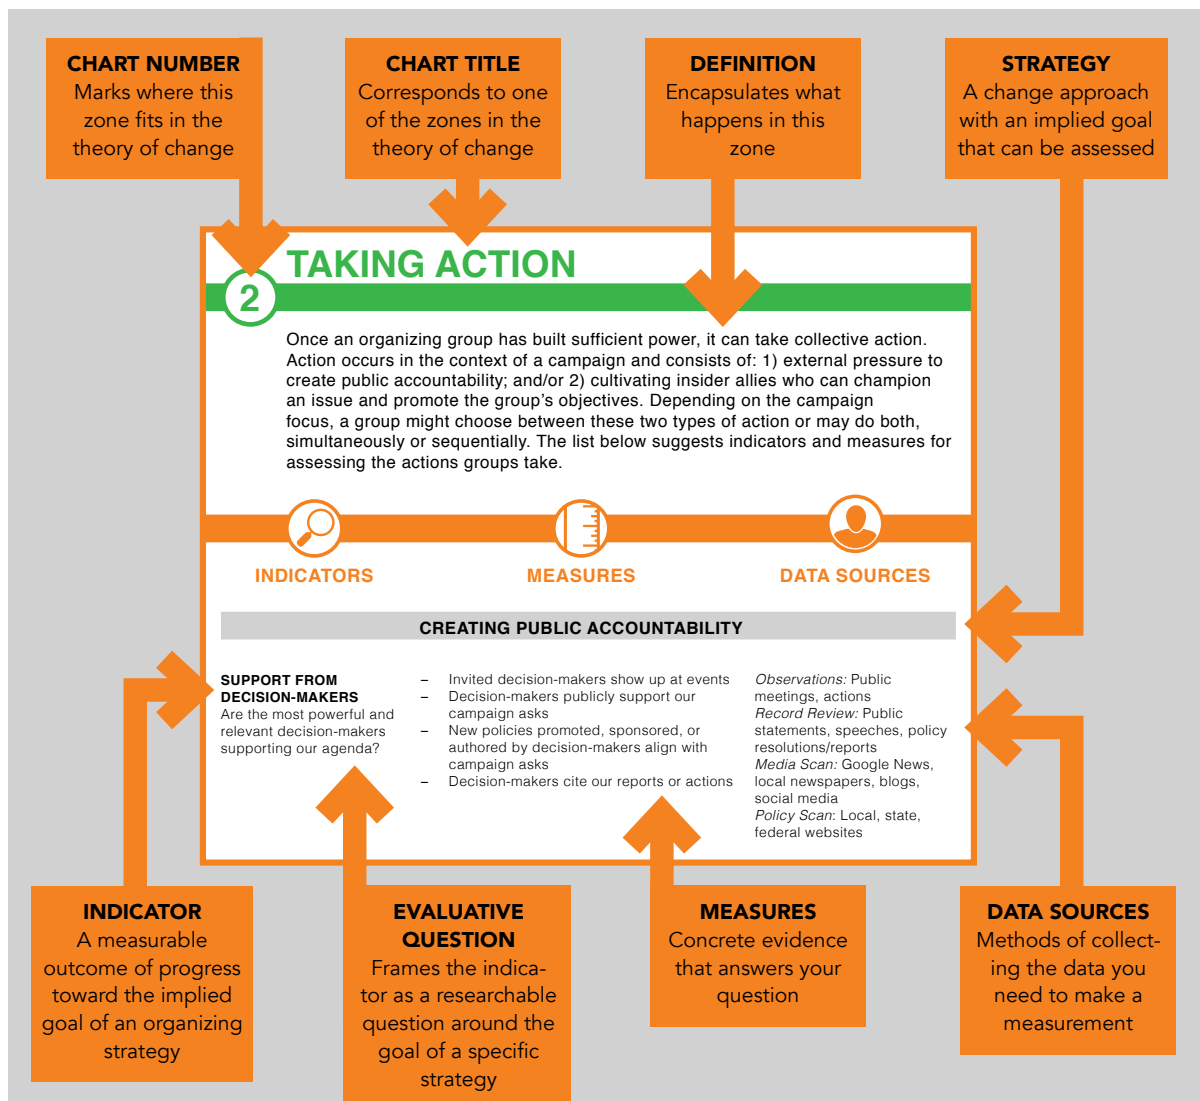 CHART NUMBER
Marks where this
zone fits in the
theory of change
CHART TITLE
Corresponds to one
of the zones in the
theory of change
DEFINITION
Encapsulates what
happens in this
zone
STRATEGY
A change approach
with an implied goal
that can be assessed
TAKING ACTION
2
Once an organizing group has built sufficient power, it can take collective action.
Action occurs in the context of a campaign and consists of: 1) external pressure to
create public accountability; and/or 2) cultivating insider allies who can champion
an issue and promote the group's objectives. Depending on the campaign
focus, a group might choose between these two types of action or may do both,
simultaneously or sequentially. The list below suggests indicators and measures for
assessing the actions groups take.
INDICATORS
MEASURES
DATA SOURCES
CREATING PUBLIC ACCOUNTABILITY
SUPPORT FROM
DECISION-MAKERS
Are the most powerful and
relevant decision-makers
supporting our agenda?
– Invited decision-makers show up at events
– Decision-makers publicly support our
campaign asks
– New policies promoted, sponsored, or
authored by decision-makers align with
campaign asks
– Decision-makers cite our reports or actions
Observations: Public
meetings, actions
Record Review: Public
statements, speeches, policy
resolutions/reports
Media Scan: Google News,
local newspapers, blogs,
social media
Policy Scan: Local, state,
federal websites
INDICATOR
A measurable
outcome of progress
toward the implied
goal of an organizing
strategy
EVALUATIVE
QUESTION
Frames the indica-
tor as a researchable
question around the
goal of a specific
strategy
MEASURES
Concrete evidence
that answers your
question
DATA SOURCES
Methods of collect-
ing the data you
need to make a
measurement